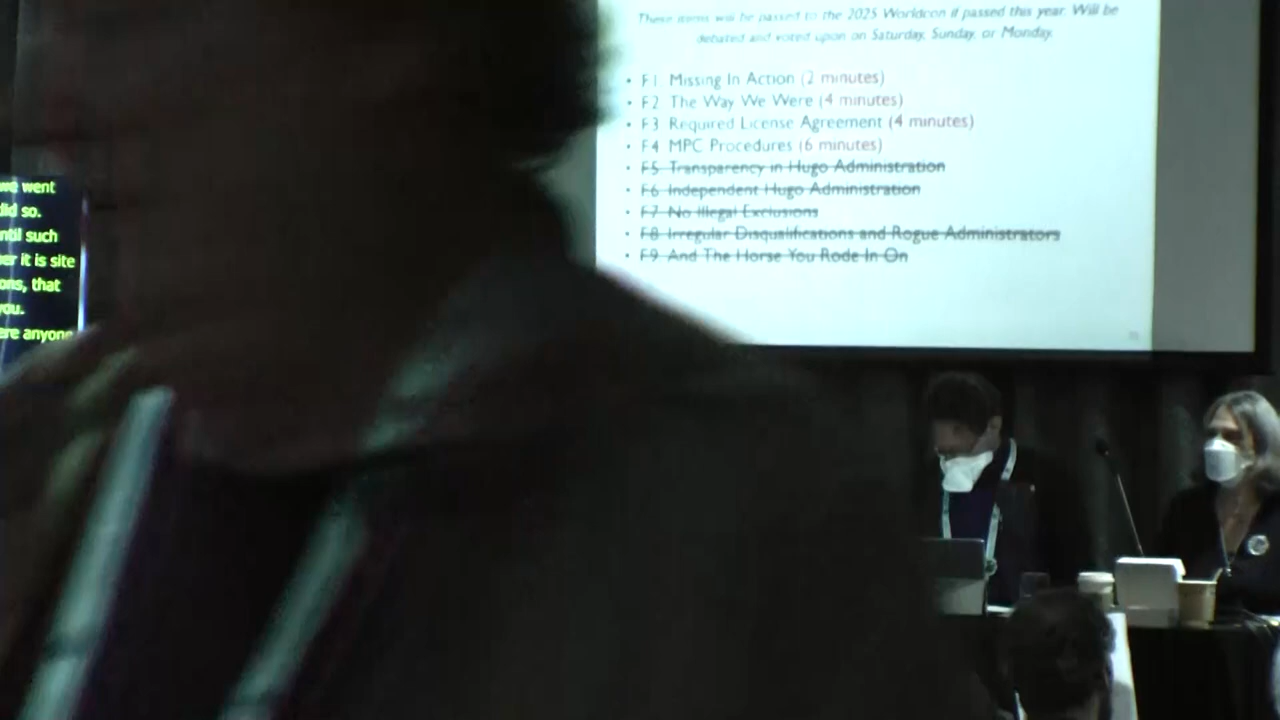 These items will be passed to the 2025 Worldcon if passed this year. Will be
debated and voted upon on Saturday, Sunday, or Monday.
• F1 Missing In Action (2 minutes)
• F2 The Way We Were (4 minutes)
• F3 Required License Agreement (4 minutes)
• F4 MPC Procedures (6 minutes)
• F5 Transparency in Hugo Administration
• F6 Independent Hugo Administration
• F7 No Illegal Exclusions
• F8 Irregular Disqualifications and Rogue Administrators
• F9 And The Horse You Rode In On
we went
did so.
such
it is site
that
you.
anyone